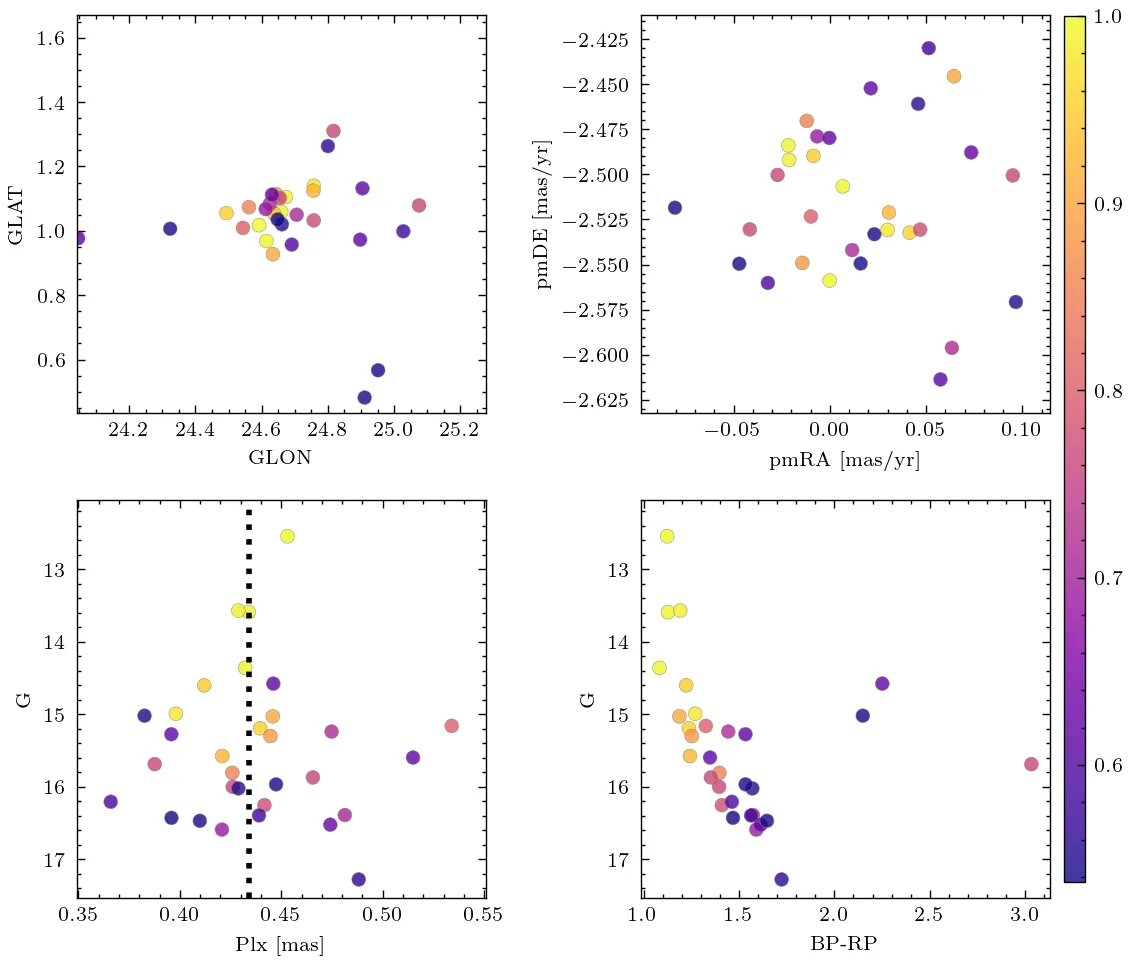 1.6
1.4
1.2
1.0
0.8
0.6
GLAT
24.2 24.4 24.6 24.8 25.0 25.2
GLON
−2.425
−2.450
−2.475
−2.500
−2.525
−2.550
−2.575
−2.600
−2.625
pmDE [mas/yr]
−0.05 0.00 0.05 0.10
pmRA [mas/yr]
1.0
0.9
0.8
0.7
0.6
13
14
15
16
17
G
0.35 0.40 0.45 0.50 0.55
Plx [mas]
13
14
15
16
17
G
1.0 1.5 2.0 2.5 3.0
BP-RP